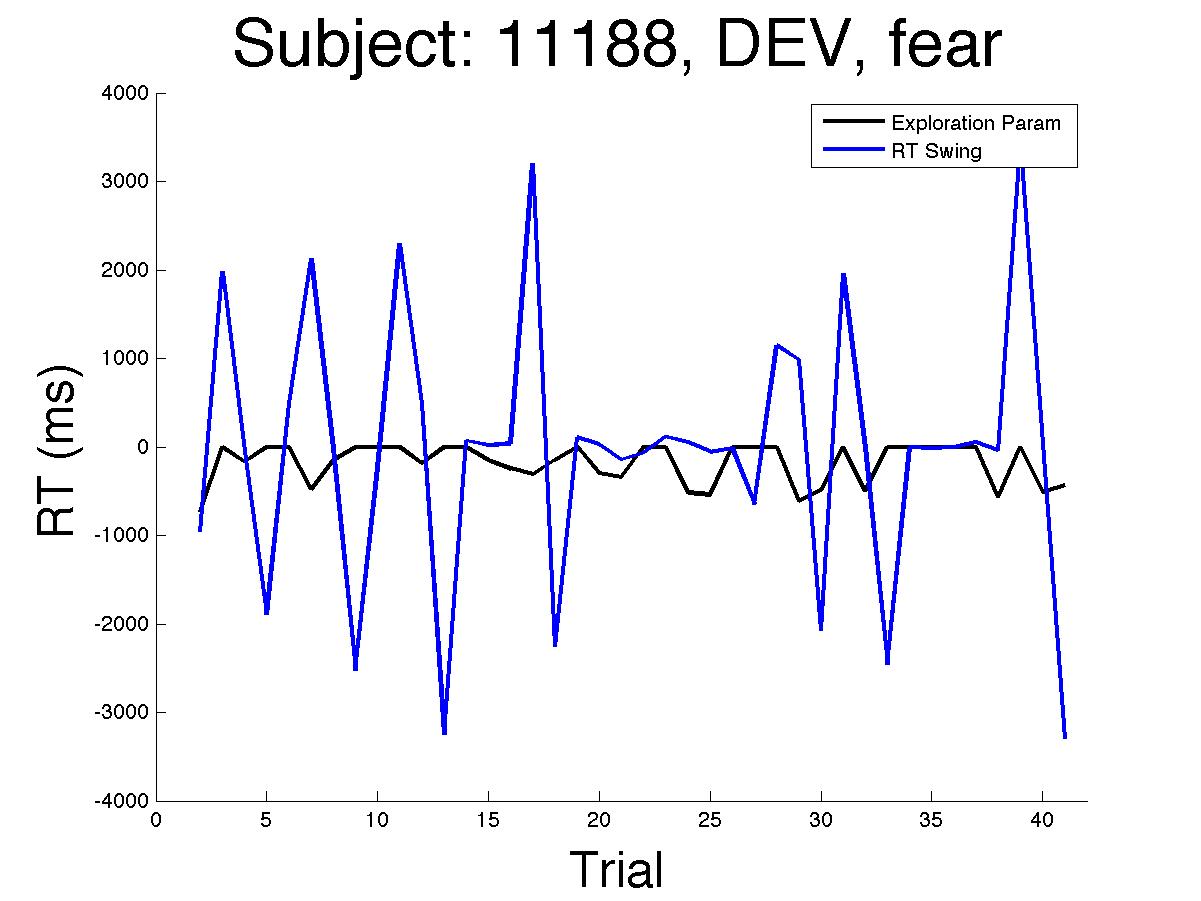 Subject: 11188, DEV, fear
Exploration Param
RT Swing
4000
3000
2000
1000
0
-1000
-2000
-3000
-4000
RT (ms)
0 5 10 15 20 25 30 35 40
Trial